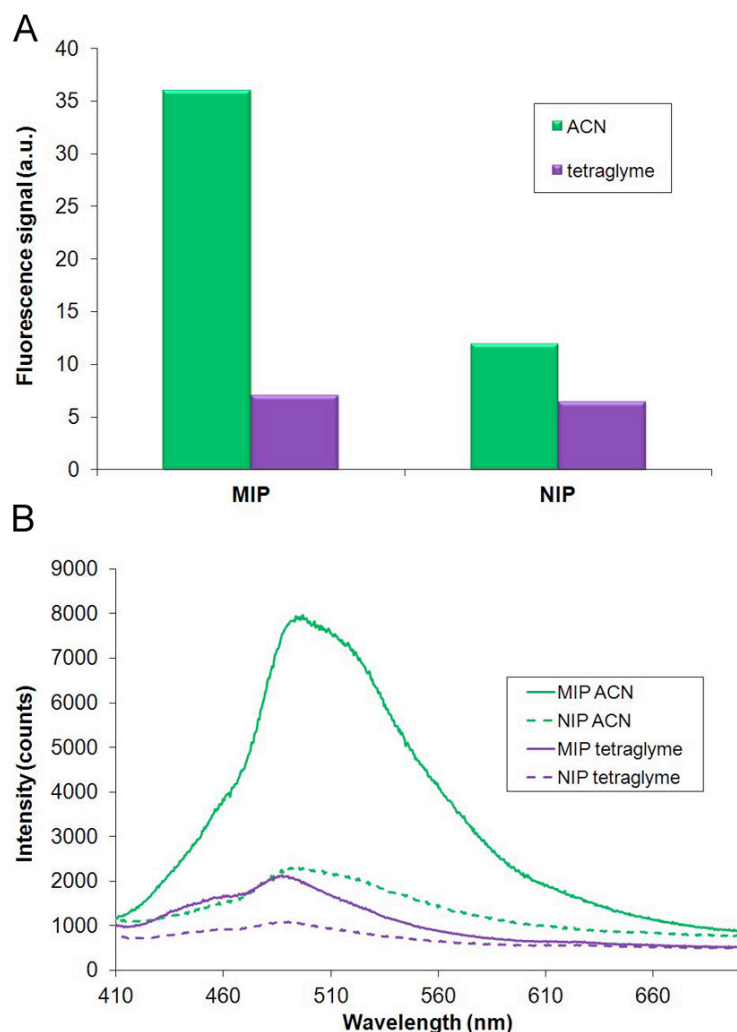 A
40
35
30
25
20
15
10
5
0
Fluorescence signal (a.u.)
ACN
tetraglyme
MIP NIP
B
9000
8000
7000
6000
5000
4000
3000
2000
1000
0
Intensity (counts)
MIP ACN
NIP ACN
MIP tetraglyme
NIP tetraglyme
410 460 510 560 610 660
Wavelength (nm)